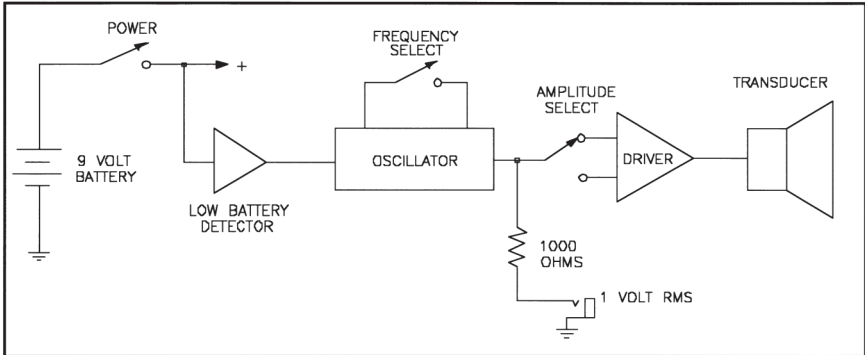 POWER
+
FREQUENCY
SELECT
TRANSDUCER
AMPLITUDE
SELECT
9 VOLT
BATTERY
OSCILLATOR
DRIVER
LOW BATTERY
DETECTOR
1000
OHMS
1 VOLT RMS